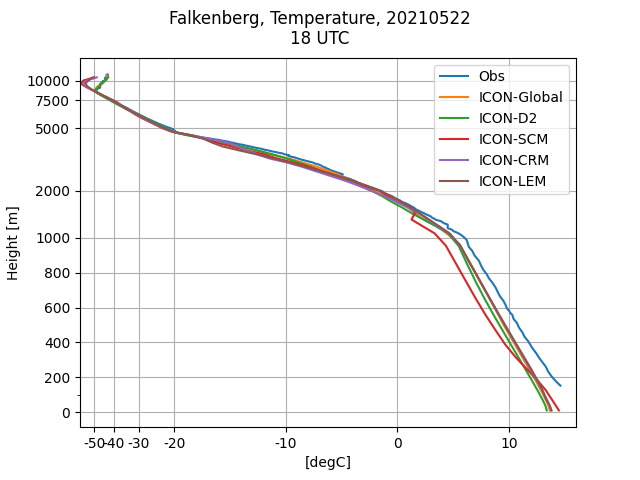 Falkenberg, Temperature, 20210522
18 UTC
10000
7500
5000
2000
1000
800
600
400
200
0
Height [m]
-50 -40 -30 -20 -10 0 10
[degC]
Obs
ICON-Global
ICON-D2
ICON-SCM
ICON-CRM
ICON-LEM